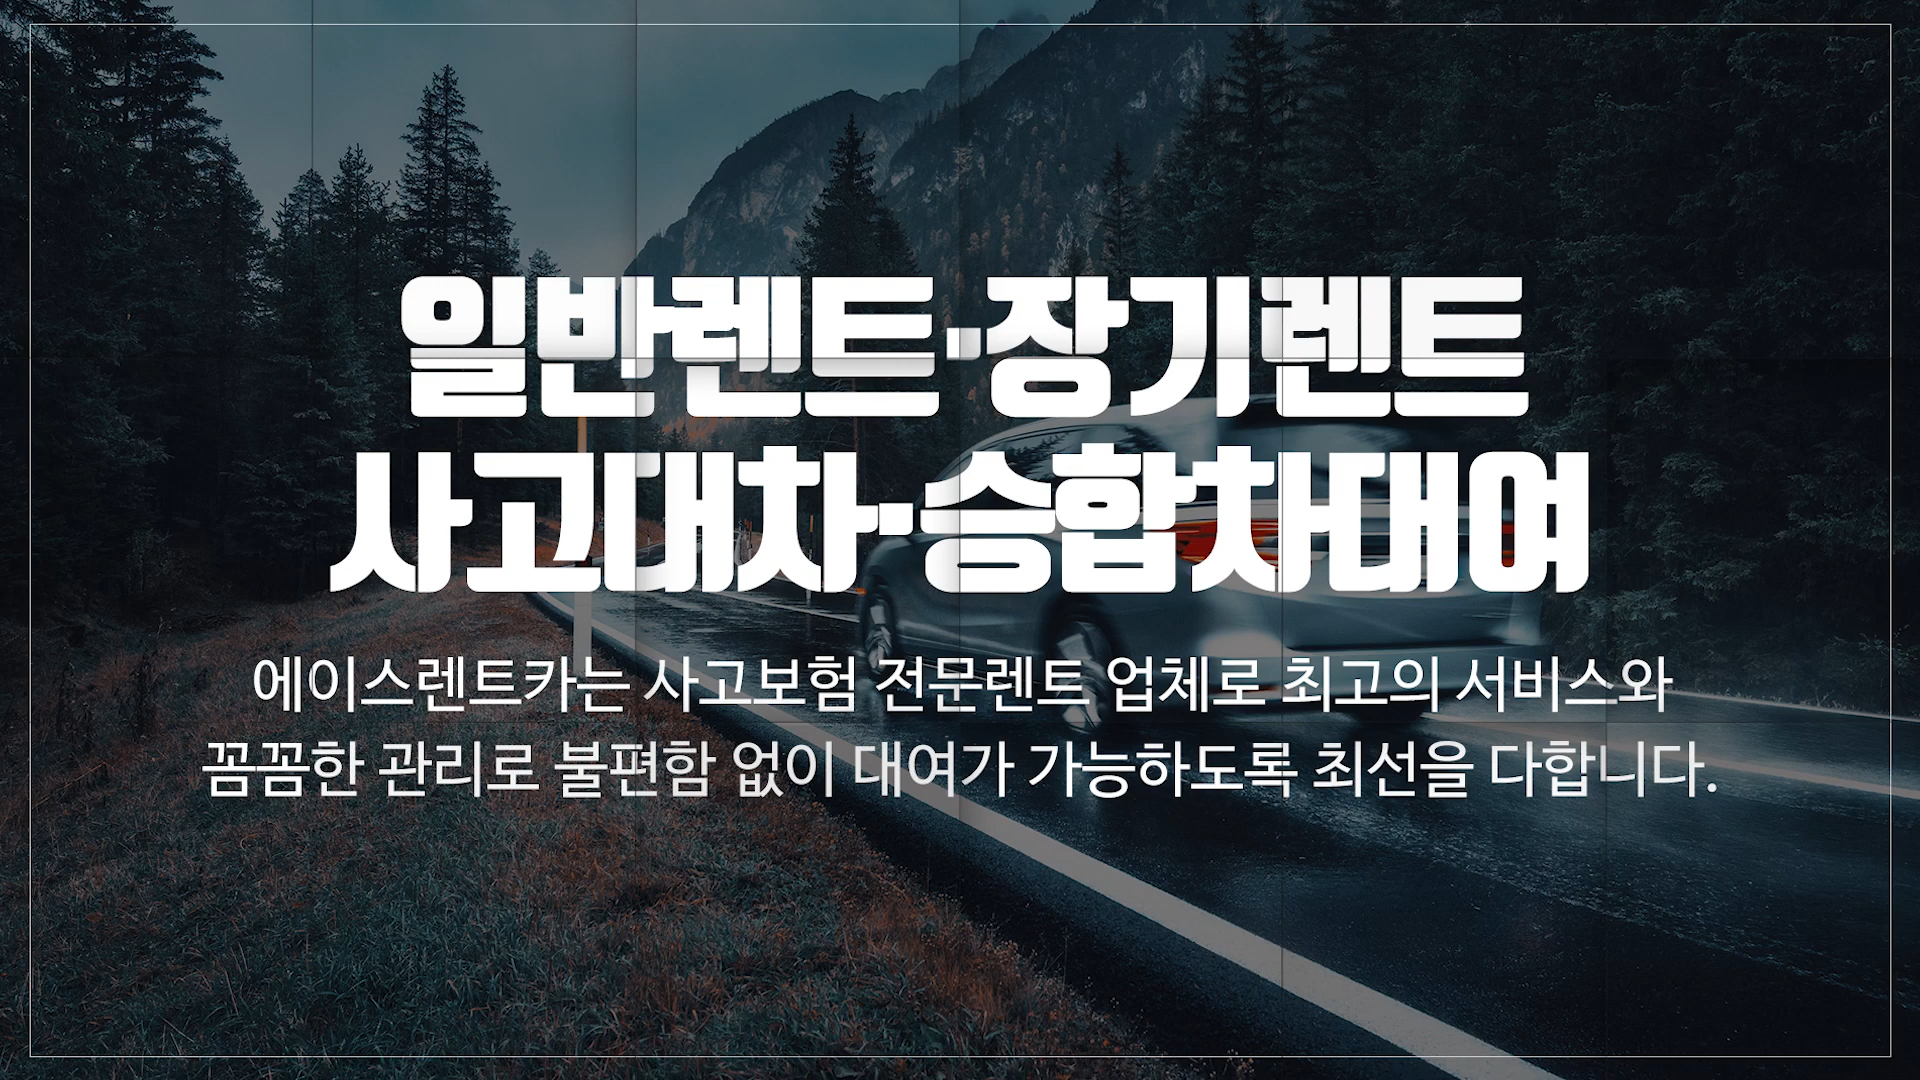 일반렌트·장기렌트
사고대차·승합차대여
에이스렌트카는 사고보험 전문렌트 업체로 최고의 서비스와
꼼꼼한 관리로 불편함 없이 대여가 가능하도록 최선을 다합니다.